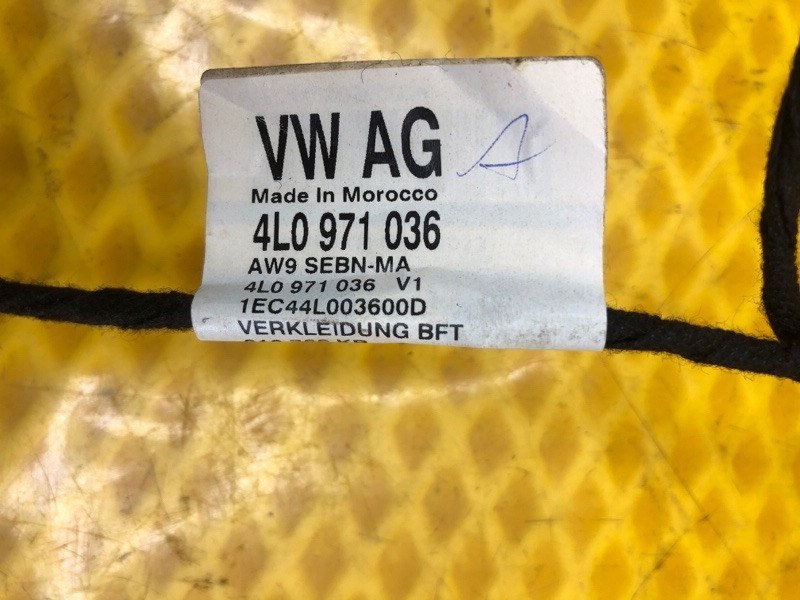 VW AG A
Made In Morocco
4L0 971 036
AW9 SEBN-MA
4L0 971 036 V1
1EC44L003600D
VERKLEIDUNG BFT